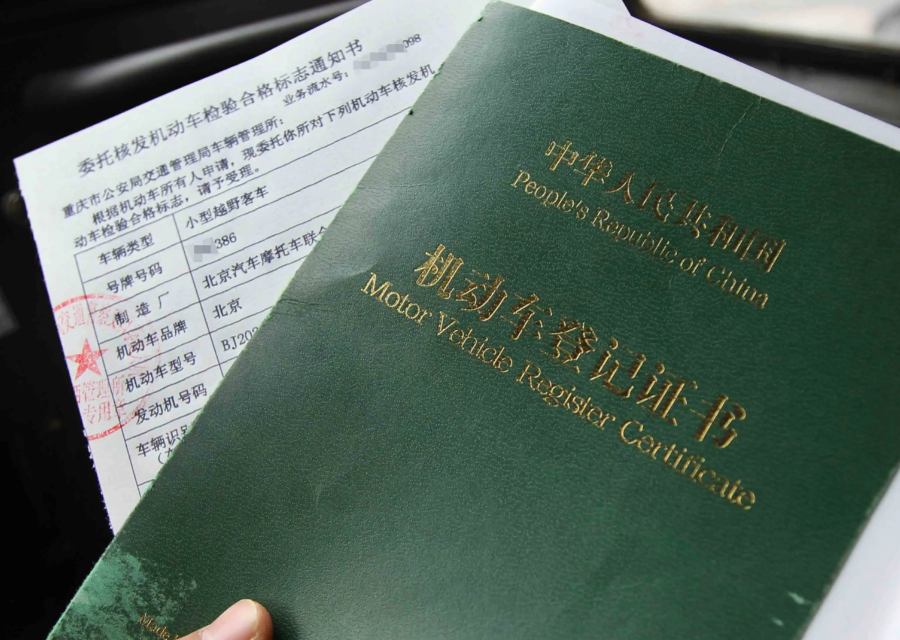 委托核发机动车检验合格标志通知书
业务流水号：
098
重庆市公安局交通管理局车辆管理所：
根据机动车所有人申请，现委托你所对下列机动车核发机
动车检验合格标志，请予受理。
车辆类型 小型越野客车
号牌号码 386
制造厂 北京汽车摩托车联合
机动车品牌 北京
机动车型号 BJ202
发动机号码
车辆识
专用
中华人民共和国
People's Republic of China
机动车登记证书
Motor Vehicle Register Certificate
Made